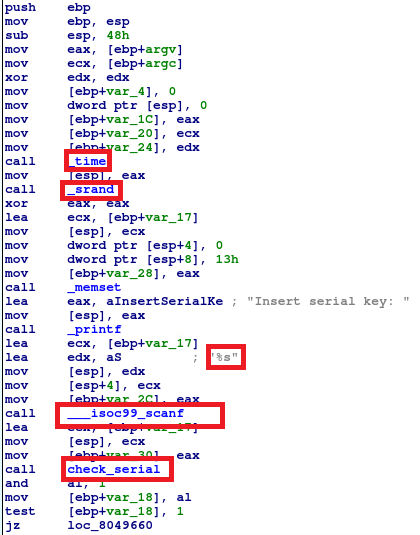 push ebp
mov ebp, esp
sub esp, 48h
mov eax, [ebp+argv]
mov ecx, [ebp+argc]
xor edx, edx
mov [ebp+var_4], 0
mov dword ptr [esp], 0
mov [ebp+var_1C], eax
mov [ebp+var_20], ecx
mov [ebp+var_24], edx
call _time
mov [esp], eax
call _srand
xor eax, eax
lea ecx, [ebp+var_17]
mov [esp], ecx
mov dword ptr [esp+4], 0
mov dword ptr [esp+8], 13h
mov [ebp+var_28], eax
call _memset
lea eax, aInsertSerialKe ; "Insert serial key: "
mov [esp], eax
call _printf
lea ecx, [ebp+var_17]
lea edx, aS ; "%s"
mov [esp], edx
mov [esp+4], ecx
mov [ebp+var_2C], eax
call ___isoc99_scanf
lea ecx, [ebp+var_17]
mov [esp], ecx
mov [ebp+var_30], eax
call check_serial
and al, 1
mov [ebp+var_18], al
test [ebp+var_18], 1
jz loc_8049660